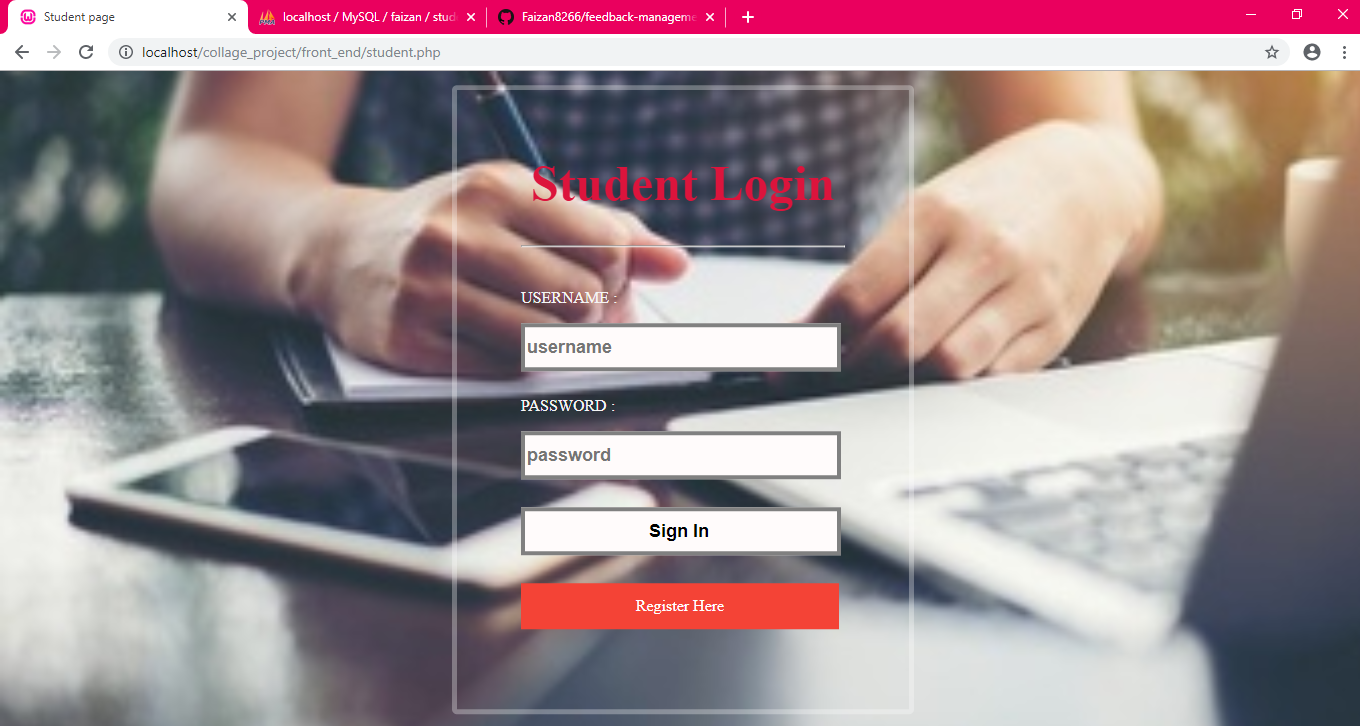 Student page
localhost / MySQL / faizan / stud
Faizan8266/feedback-manageme
localhost/collage_project/front_end/student.php
Student Login
USERNAME :
username
PASSWORD :
password
Sign In
Register Here